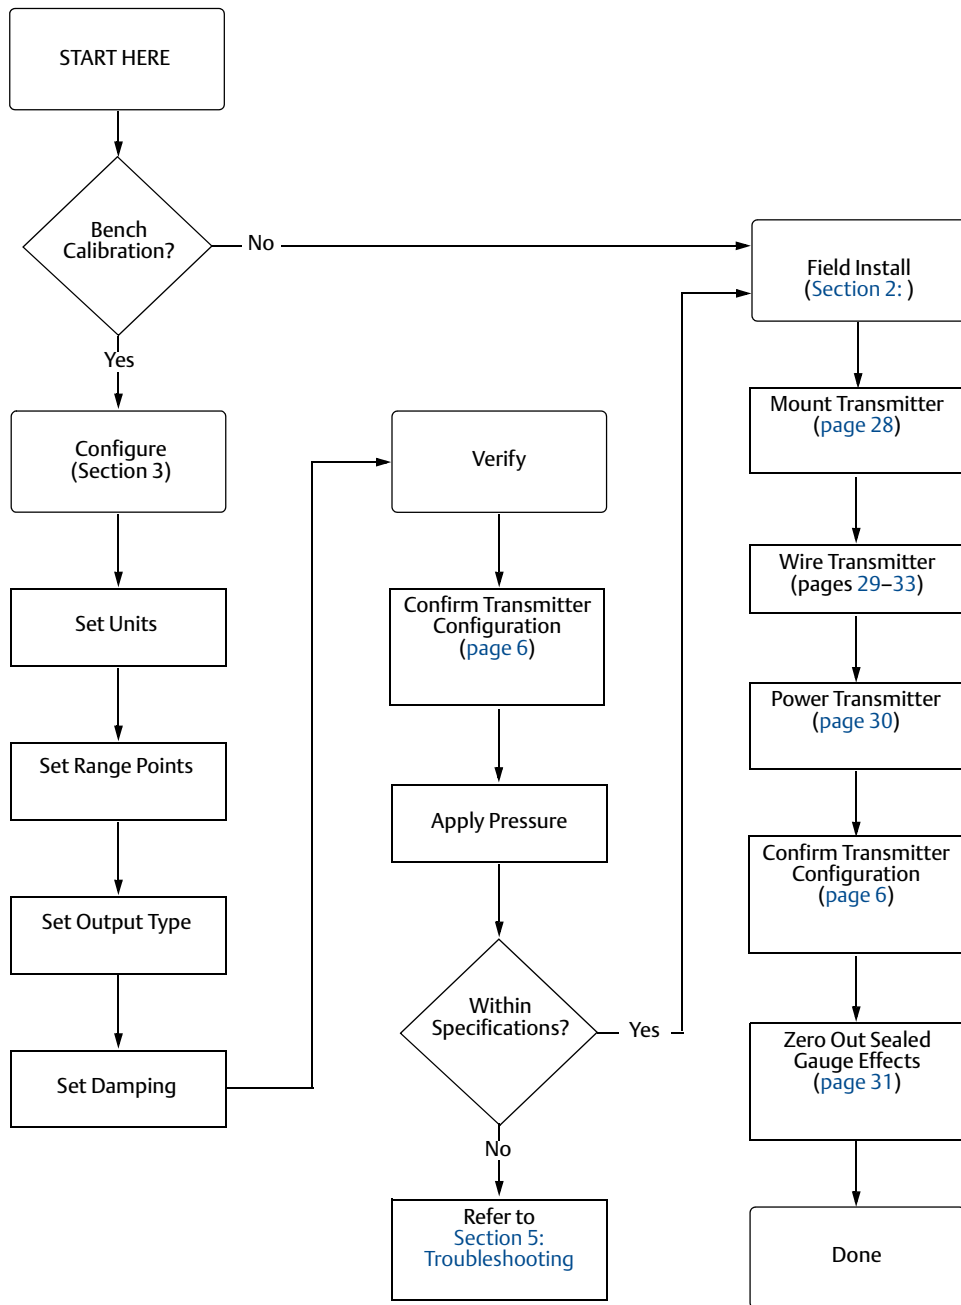 START HERE
Bench
Calibration?
No
Yes
Configure
(Section 3)
Set Units
Set Range Points
Set Output Type
Set Damping
Verify
Confirm Transmitter
Configuration
(page 6)
Apply Pressure
Within
Specifications?
Yes
No
Refer to
Section 5:
Troubleshooting
Field Install
(Section 2: )
Mount Transmitter
(page 28)
Wire Transmitter
(pages 29–33)
Power Transmitter
(page 30)
Confirm Transmitter
Configuration
(page 6)
Zero Out Sealed
Gauge Effects
(page 31)
Done